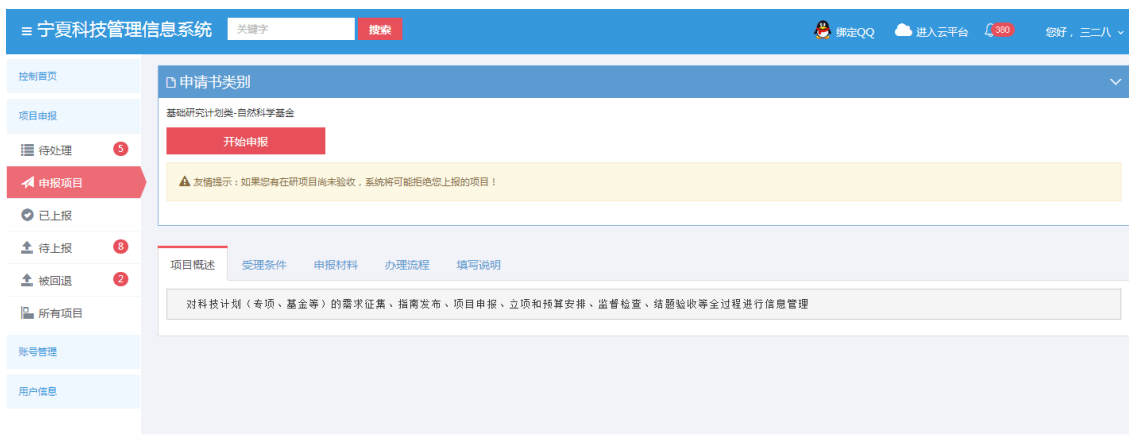 宁夏科技管理信息系统 关键字 搜索 绑定QQ 进入云平台 380 您好，三二八
控制首页
项目申报
待处理 5
申报项目
已上报
待上报 8
被回退 2
所有项目
账号管理
用户信息
申请书类别
基础研究计划类-自然科学基金
开始申报
友情提示：如果您有在研项目尚未验收，系统将可能拒绝您上报的项目！
项目概述 受理条件 申报材料 办理流程 填写说明
对科技计划（专项、基金等）的需求征集、指南发布、项目申报、立项和预算安排、监督检查、结题验收等全过程进行信息管理